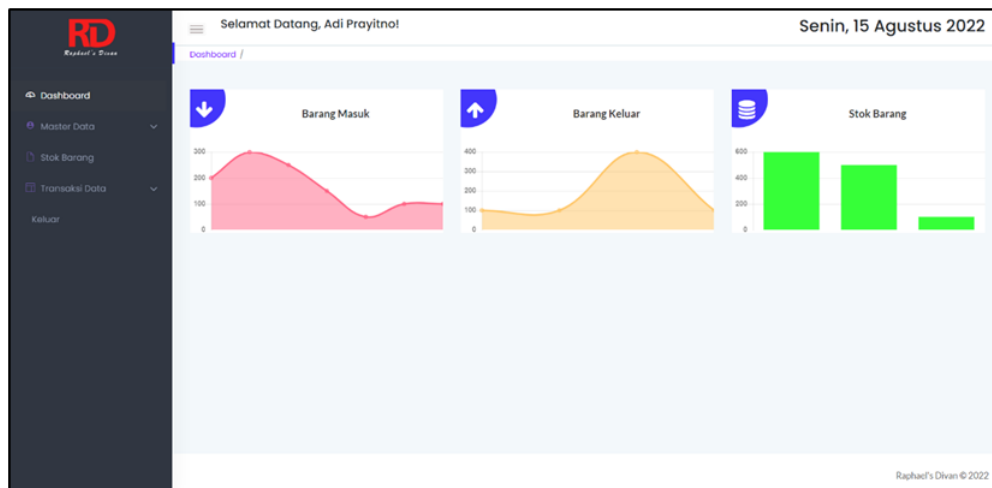 RD
Raphael's Divan
Selamat Datang, Adi Prayitno!
Senin, 15 Agustus 2022
Dashboard /
Dashboard
Master Data
Stok Barang
Transaksi Data
Keluar
Barang Masuk
300
200
100
0
Barang Keluar
400
300
200
100
0
Stok Barang
600
400
200
0
Raphael's Divan © 2022